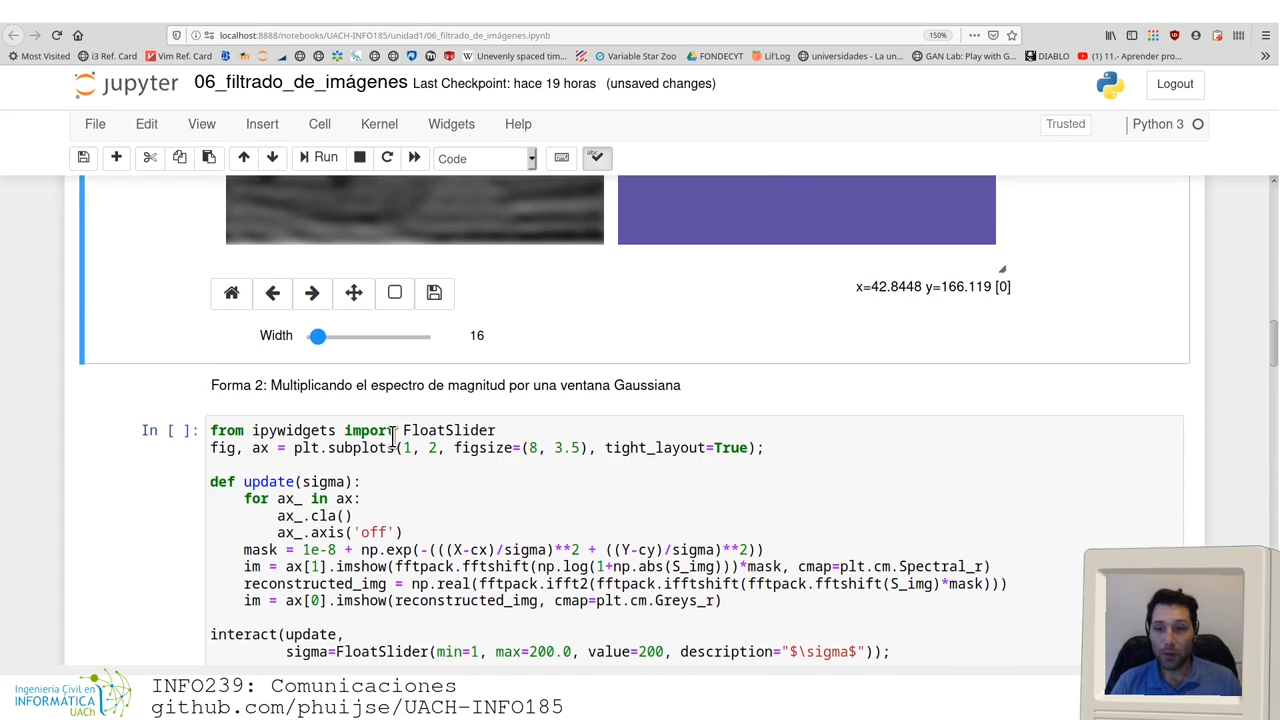 localhost:8888/notebooks/UACH-INFO185/unidad1/06_filtrado_de_imágenes.ipynb
150%
Most Visited
i3 Ref. Card
Vim Ref. Card
Unevenly spaced tim...
Variable Star Zoo
FONDECYT
Lil'Log
universidades - La un...
GAN Lab: Play with G...
DIABLO
(1) 11.- Aprender pro...
jupyter 06_filtrado_de_imágenes Last Checkpoint: hace 19 horas (unsaved changes)
Logout
File Edit View Insert Cell Kernel Widgets Help
Trusted
Python 3
Run
Code
x=42.8448 y=166.119 [0]
Width 16
Forma 2: Multiplicando el espectro de magnitud por una ventana Gaussiana
In [ ]: from ipywidgets import FloatSlider
fig, ax = plt.subplots(1, 2, figsize=(8, 3.5), tight_layout=True);
def update(sigma):
for ax_ in ax:
ax_.cla()
ax_.axis('off')
mask = 1e-8 + np.exp(-(((X-cx)/sigma)**2 + ((Y-cy)/sigma)**2))
im = ax[1].imshow(fftpack.fftshift(np.log(1+np.abs(S_img)))*mask, cmap=plt.cm.Spectral_r)
reconstructed_img = np.real(fftpack.ifft2(fftpack.ifftshift(fftpack.fftshift(S_img)*mask)))
im = ax[0].imshow(reconstructed_img, cmap=plt.cm.Greys_r)
interact(update,
sigma=FloatSlider(min=1, max=200.0, value=200, description="$\sigma$"));
Ingeniería Civil en
INFORMÁTICA
UACh
INFO239: Comunicaciones
github.com/phuijse/UACH-INFO185